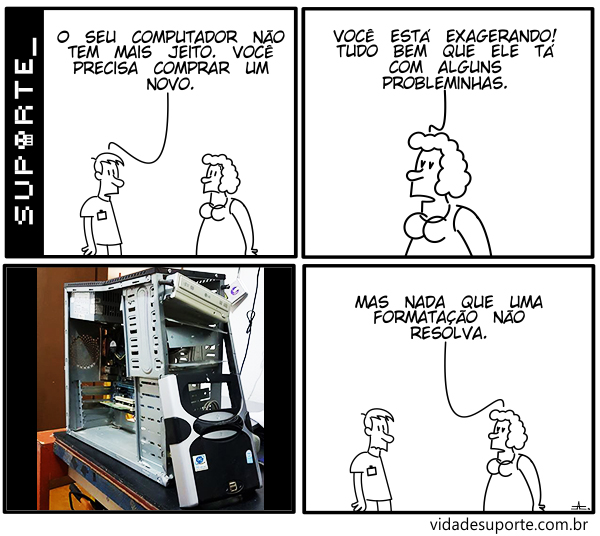 SUPORTE_
O SEU COMPUTADOR NÃO
TEM MAIS JEITO. VOCÊ
PRECISA COMPRAR UM
NOVO.
VOCÊ ESTÁ EXAGERANDO!
TUDO BEM QUE ELE TÁ
COM ALGUNS
PROBLEMINHAS.
MAS NADA QUE UMA
FORMATAÇÃO NÃO
RESOLVA.
vidadesuporte.com.br